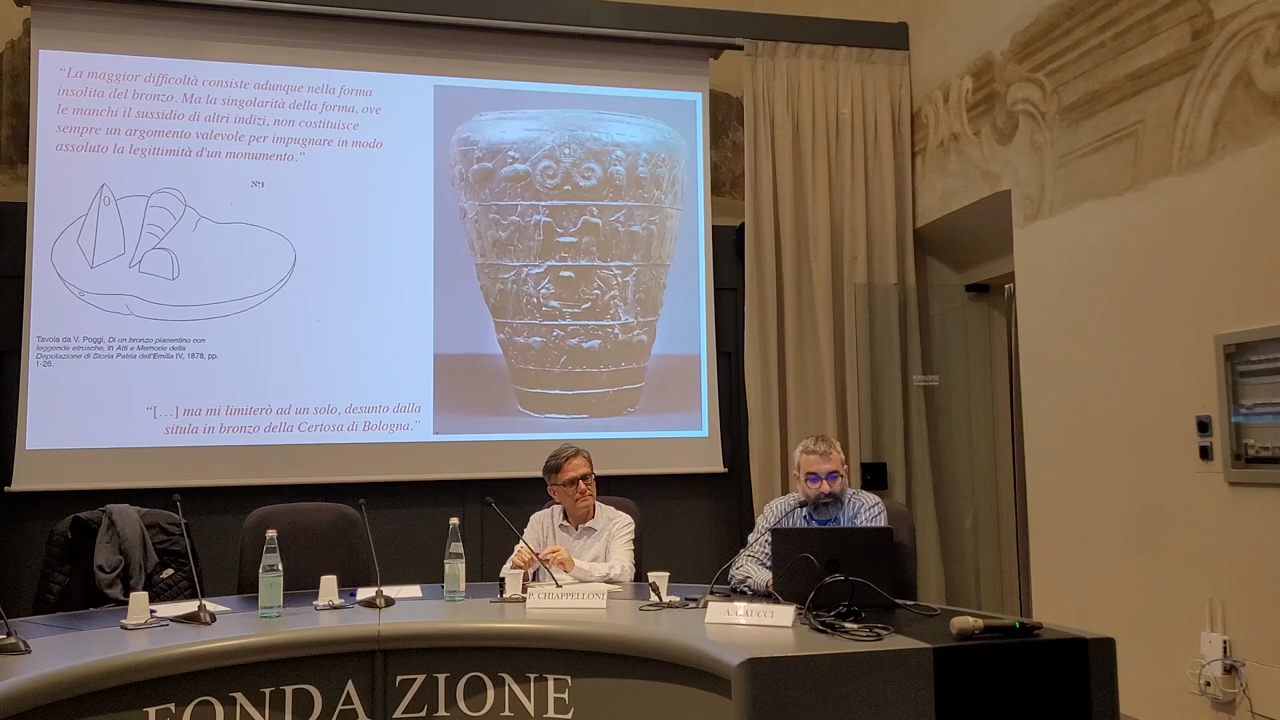 “La maggior difficoltà consiste adunque nella forma
insolita del bronzo. Ma la singolarità della forma, ove
le manchi il sussidio di altri indizi, non costituisce
sempre un argomento valevole per impugnare in modo
assoluto la legittimità d'un monumento.”
Nº1
Tavola da V. Poggi, Di un bronzo piacentino con
leggende etrusche, in Atti e Memorie della
Deputazione di Storia Patria dell'Emilia IV, 1878, pp.
1-26.
“[…] ma mi limiterò ad un solo, desunto dalla
situla in bronzo della Certosa di Bologna.”
FONDAZIONE
P. CHIAPPELLONI
A. GAUCCI
FONDAZIONE